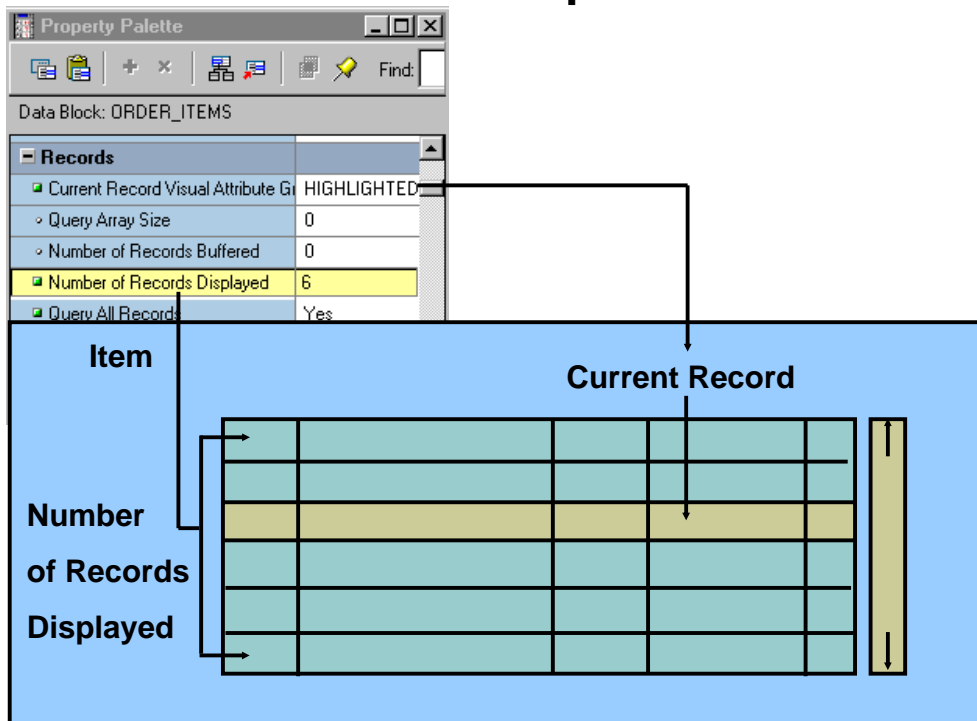 Property Palette
Find:
Data Block: ORDER_ITEMS
Records
Current Record Visual Attribute Gr HIGHLIGHTED
Query Array Size 0
Number of Records Buffered 0
Number of Records Displayed 6
Query All Records Yes
Item
Current Record
Number
of Records
Displayed